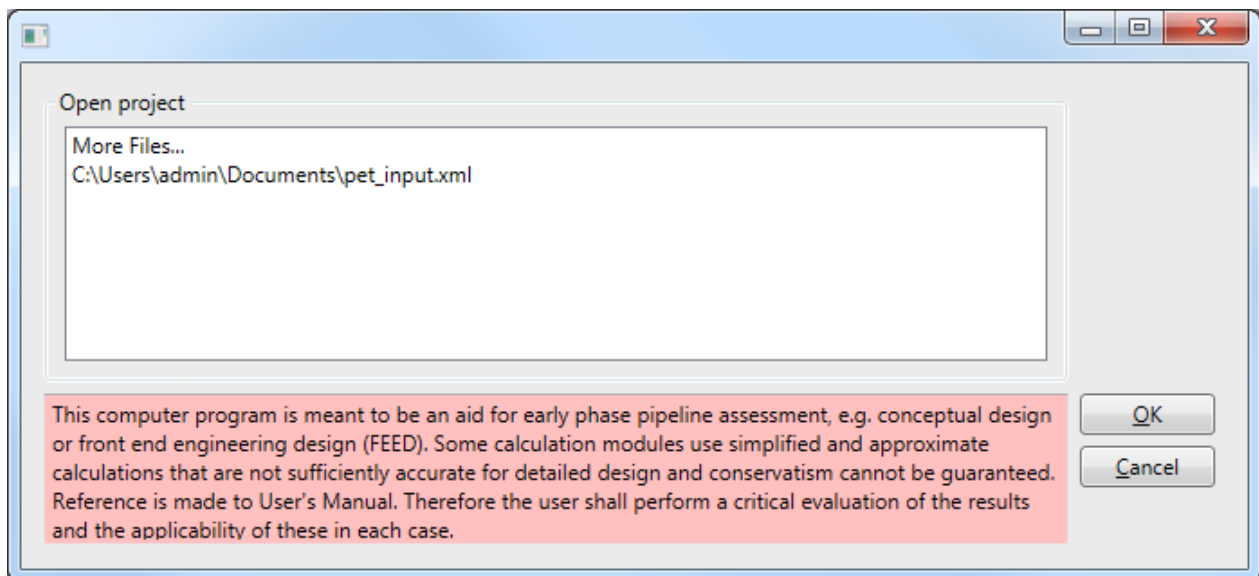 Open project
More Files...
C:\Users\admin\Documents\pet_input.xml
This computer program is meant to be an aid for early phase pipeline assessment, e.g. conceptual design
or front end engineering design (FEED). Some calculation modules use simplified and approximate
calculations that are not sufficiently accurate for detailed design and conservatism cannot be guaranteed.
Reference is made to User's Manual. Therefore the user shall perform a critical evaluation of the results
and the applicability of these in each case.
OK
Cancel